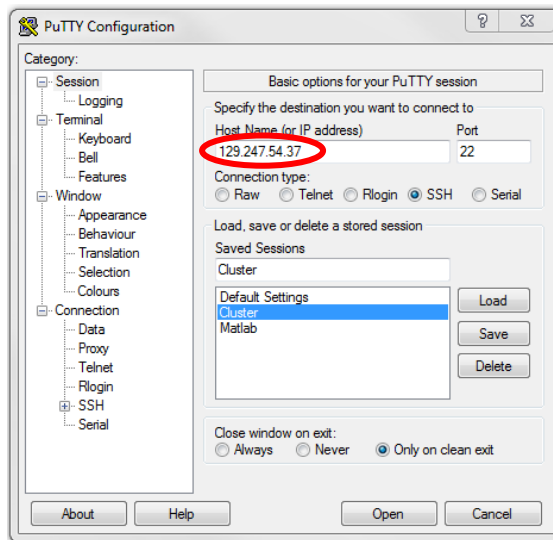 PuTTY Configuration
Category:
Session
Logging
Terminal
Keyboard
Bell
Features
Window
Appearance
Behaviour
Translation
Selection
Colours
Connection
Data
Proxy
Telnet
Rlogin
SSH
Serial
Basic options for your PuTTY session
Specify the destination you want to connect to
Host Name (or IP address) Port
129.247.54.37 22
Connection type:
Raw Telnet Rlogin SSH Serial
Load, save or delete a stored session
Saved Sessions
Cluster
Default Settings
Cluster
Matlab
Load
Save
Delete
Close window on exit:
Always Never Only on clean exit
About Help Open Cancel